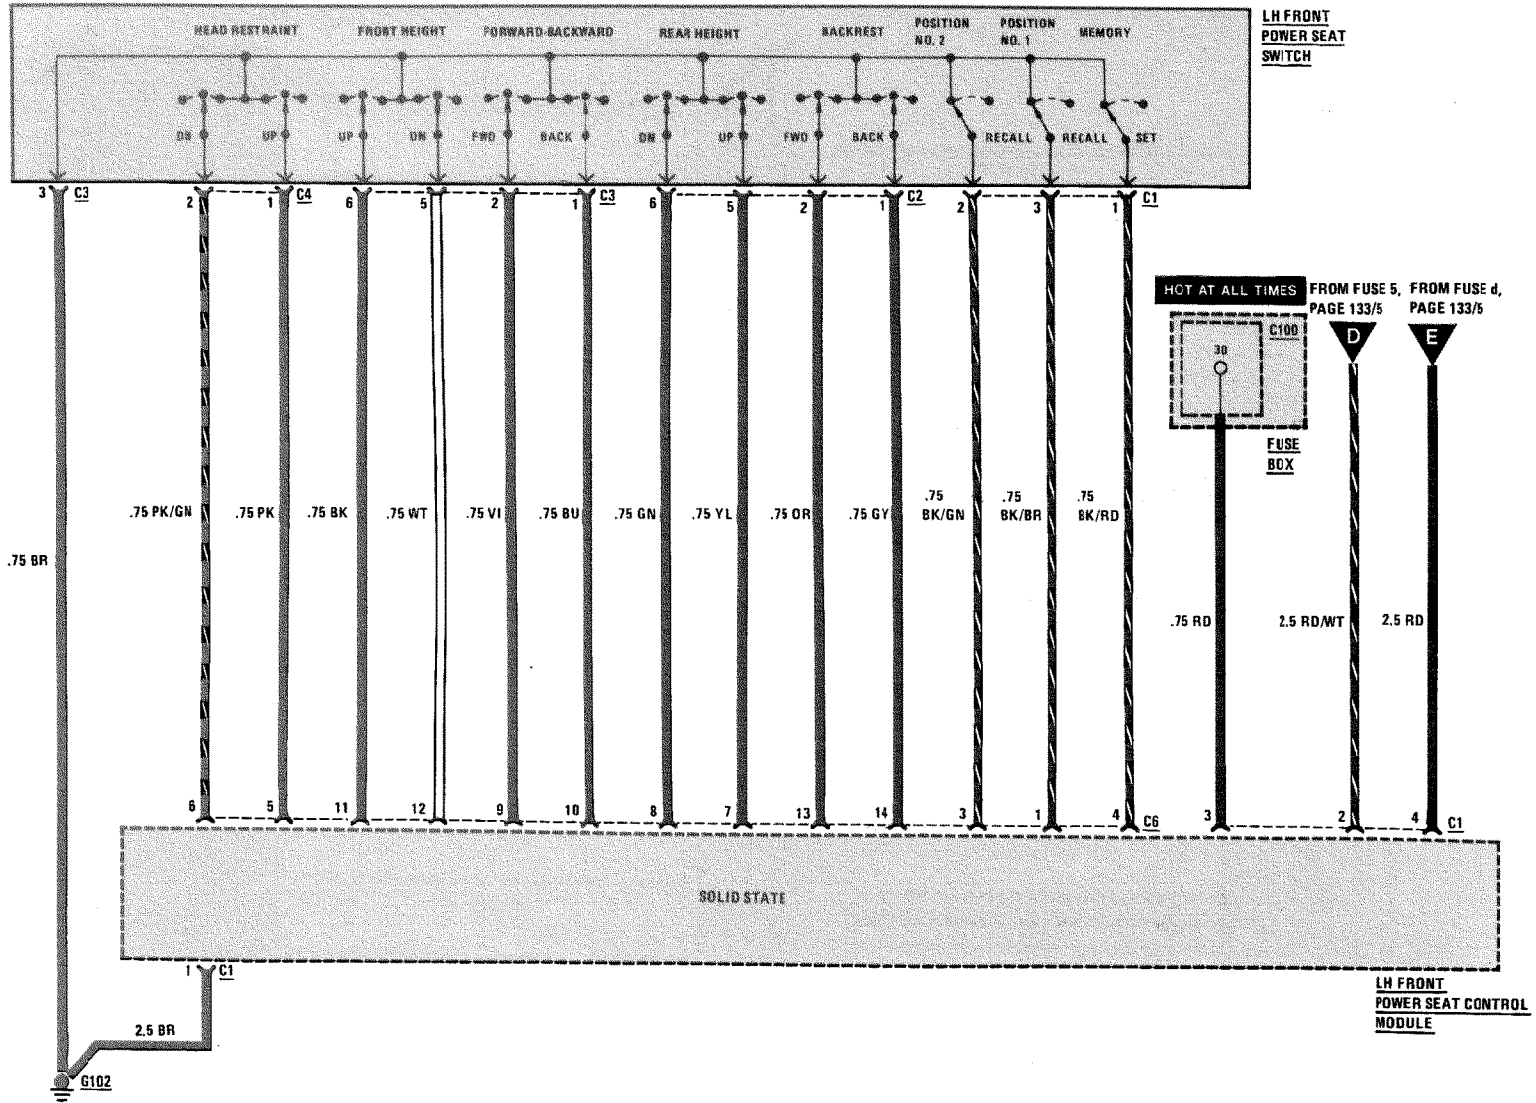 HEAD RESTRAINT
FRONT HEIGHT
FORWARD-BACKWARD
REAR HEIGHT
BACKREST
POSITION
NO. 2
POSITION
NO. 1
MEMORY
LH FRONT
POWER SEAT
SWITCH
DN
UP
UP
DN
FWD
BACK
DN
UP
FWD
BACK
RECALL
RECALL
SET
3 C3
2
1 C4
6
5
2
1 C3
6
5
2
1 C2
2
3
1 C1
HOT AT ALL TIMES
FROM FUSE 5,
PAGE 133/5
FROM FUSE d,
PAGE 133/5
D
E
C100
30
FUSE
BOX
.75 BR
.75 PK/GN
.75 PK
.75 BK
.75 WT
.75 VI
.75 BU
.75 GN
.75 YL
.75 OR
.75 GY
.75
BK/GN
.75
BK/BR
.75
BK/RD
.75 RD
2.5 RD/WT
2.5 RD
6
5
11
12
9
10
8
7
13
14
3
1
4 C6
3
2
4 C1
SOLID STATE
1 C1
LH FRONT
POWER SEAT CONTROL
MODULE
2.5 BR
G102